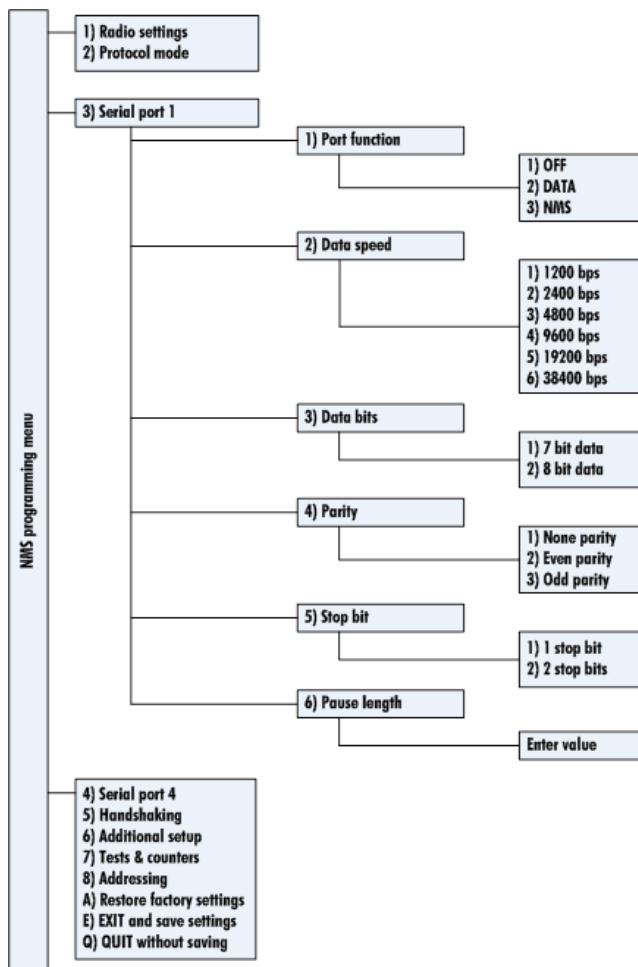 NMS programming menu
1) Radio settings
2) Protocol mode
3) Serial port 1
1) Port function
1) OFF
2) DATA
3) NMS
2) Data speed
1) 1200 bps
2) 2400 bps
3) 4800 bps
4) 9600 bps
5) 19200 bps
6) 38400 bps
3) Data bits
1) 7 bit data
2) 8 bit data
4) Parity
1) None parity
2) Even parity
3) Odd parity
5) Stop bit
1) 1 stop bit
2) 2 stop bits
6) Pause length
Enter value
4) Serial port 4
5) Handshaking
6) Additional setup
7) Tests & counters
8) Addressing
A) Restore factory settings
E) EXIT and save settings
Q) QUIT without saving